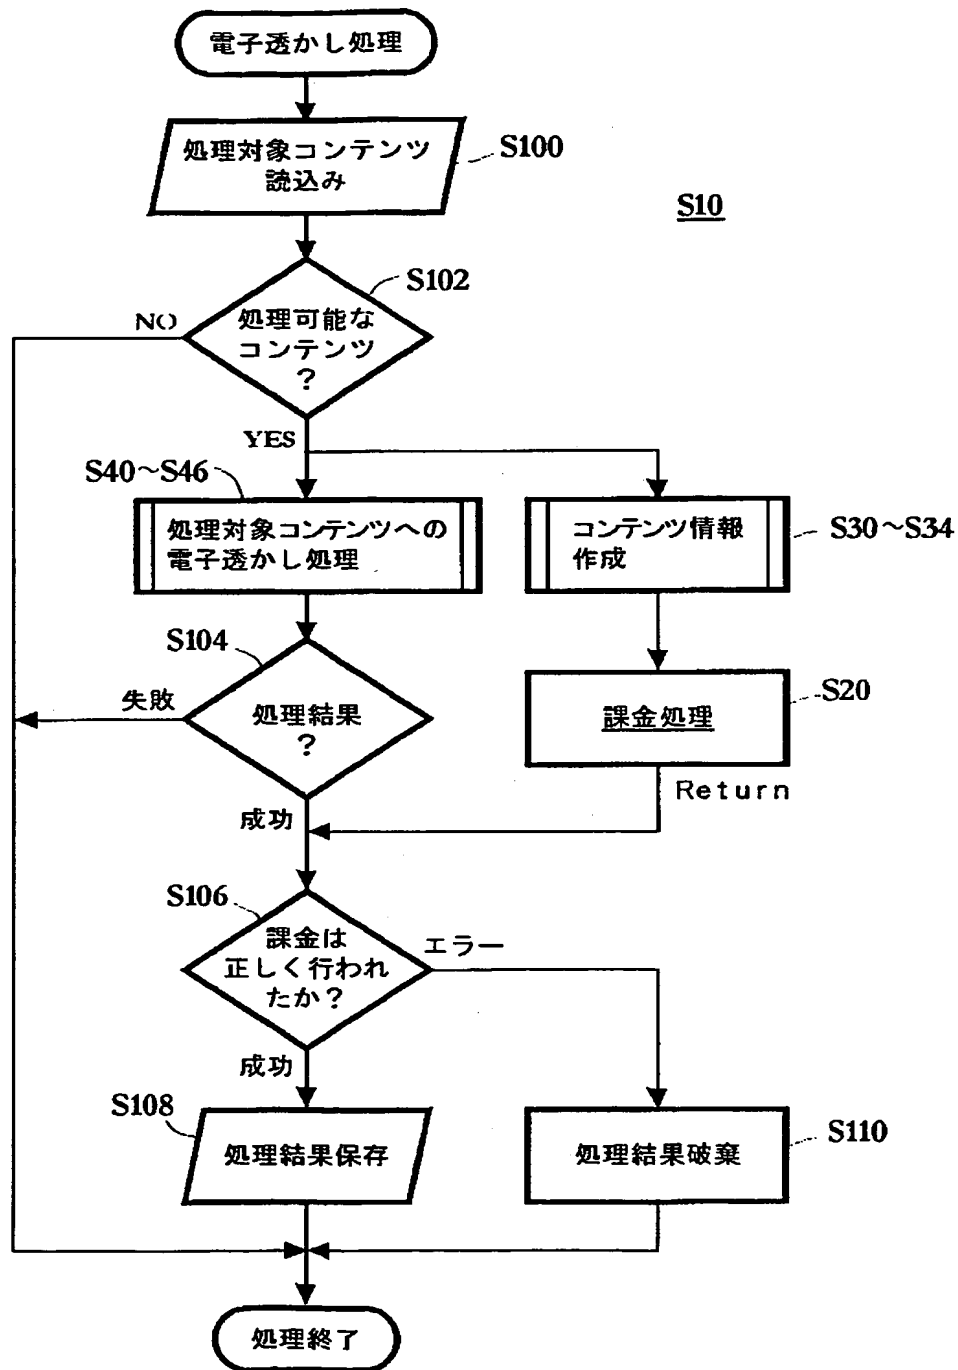 電子透かし処理
処理対象コンテンツ
読込み
S100
S10
S102
NO
処理可能な
コンテンツ
?
YES
S40~S46
処理対象コンテンツへの
電子透かし処理
コンテンツ情報
作成
S30~S34
S104
失敗
処理結果
?
課金処理
S20
Return
成功
S106
課金は
正しく行われ
たか?
エラー
成功
S108
処理結果保存
処理結果破棄
S110
処理終了